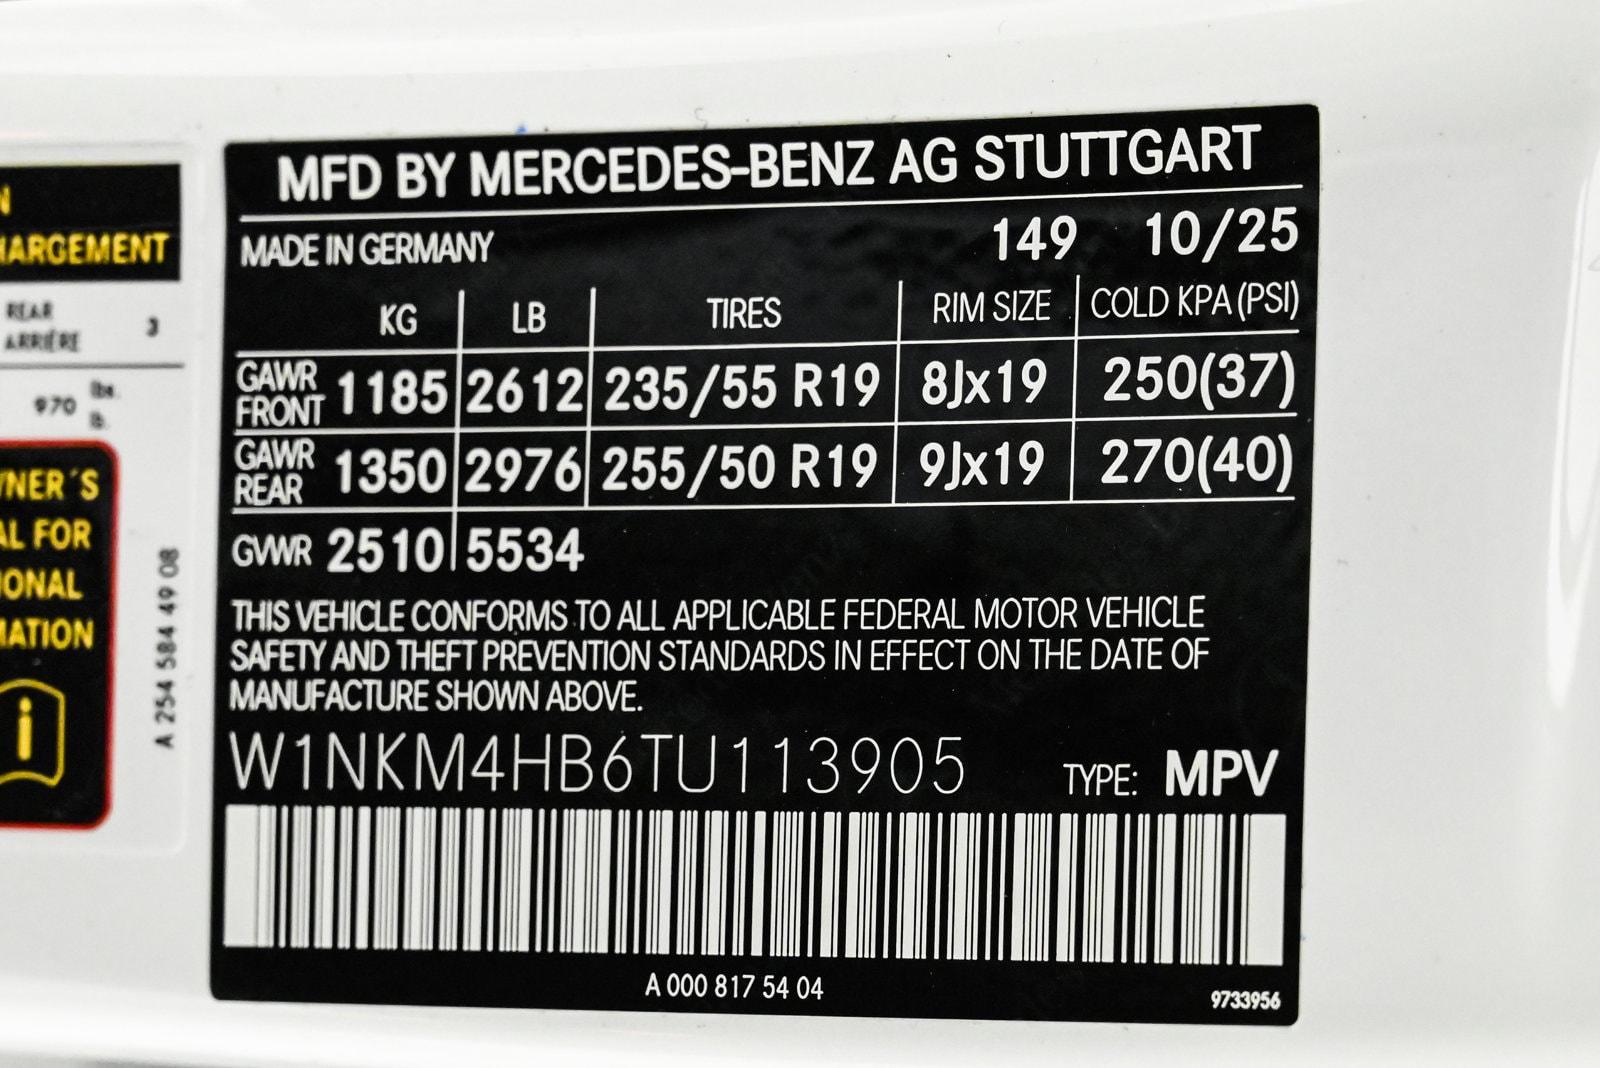 MFD BY MERCEDES-BENZ AG STUTTGART
MADE IN GERMANY 149 10/25
KG LB TIRES RIM SIZE COLD KPA (PSI)
GAWR FRONT 1185 2612 235/55 R19 8Jx19 250(37)
GAWR REAR 1350 2976 255/50 R19 9Jx19 270(40)
GVWR 2510 5534
THIS VEHICLE CONFORMS TO ALL APPLICABLE FEDERAL MOTOR VEHICLE
SAFETY AND THEFT PREVENTION STANDARDS IN EFFECT ON THE DATE OF
MANUFACTURE SHOWN ABOVE.
W1NKM4HB6TU113905 TYPE: MPV
A 000 817 54 04
9733956
N
HARGEMENT
REAR
ARRIÉRE 3
970 lbs.
lb.
NER´S
AL FOR
IONAL
MATION
i
A 254 584 49 08